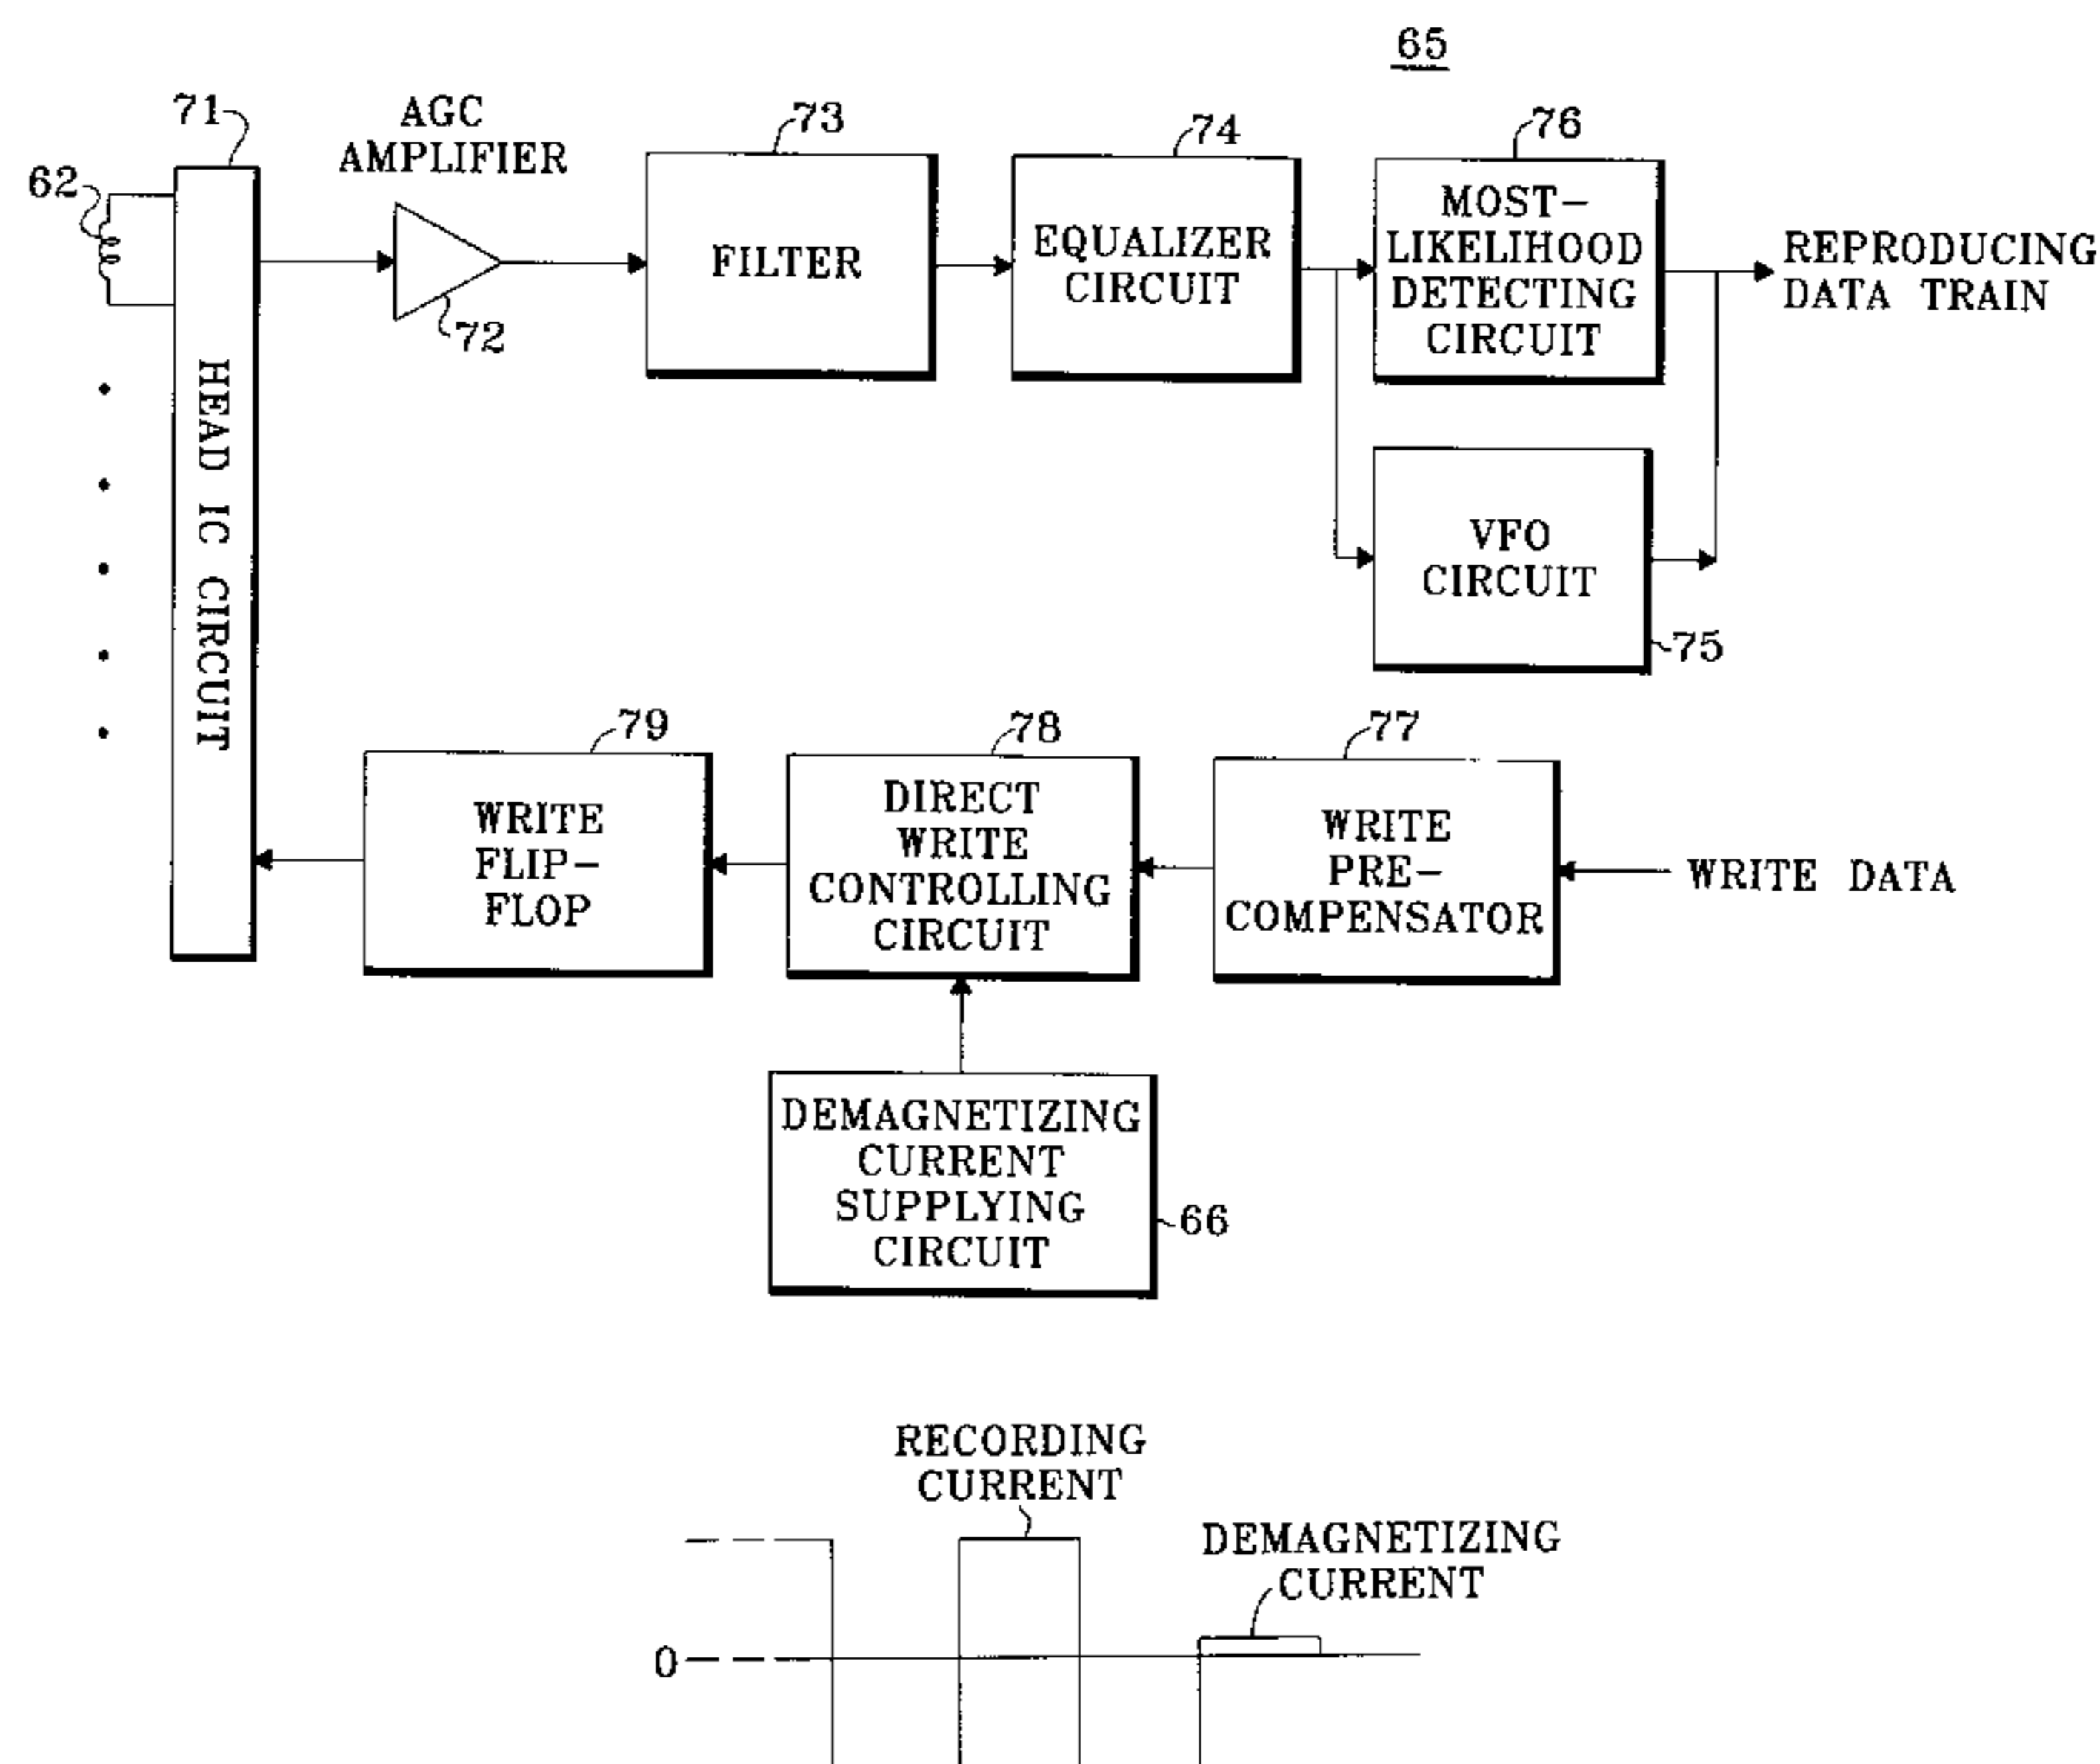 65
71
AGC
AMPLIFIER
73
74
76
62
72
FILTER
EQUALIZER
CIRCUIT
MOST-
LIKELIHOOD
DETECTING
CIRCUIT
REPRODUCING
DATA TRAIN
HEAD IC CIRCUIT
VFO
CIRCUIT
75
79
78
77
WRITE
FLIP-
FLOP
DIRECT
WRITE
CONTROLLING
CIRCUIT
WRITE
PRE-
COMPENSATOR
WRITE DATA
DEMAGNETIZING
CURRENT
SUPPLYING
CIRCUIT
66
RECORDING
CURRENT
DEMAGNETIZING
CURRENT
0